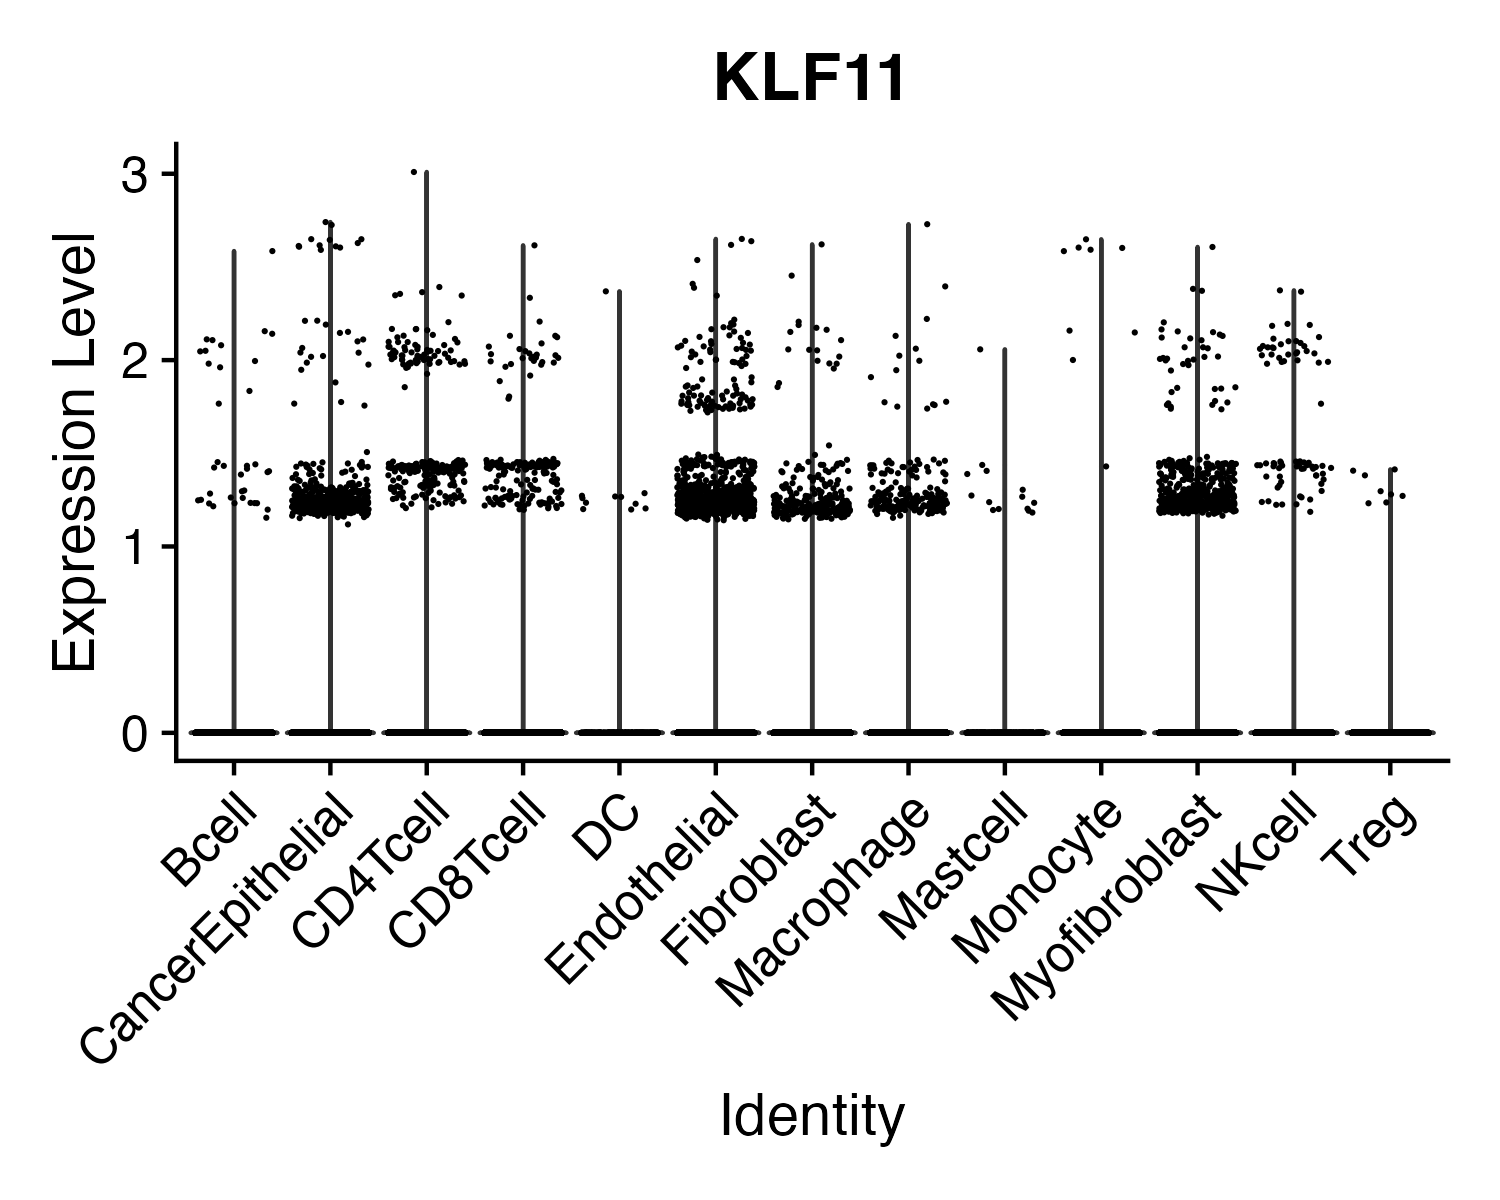 KLF11
Expression Level
3
2
1
0
Bcell
CancerEpithelial
CD4Tcell
CD8Tcell
DC
Endothelial
Fibroblast
Macrophage
Mastcell
Monocyte
Myofibroblast
NKcell
Treg
Identity